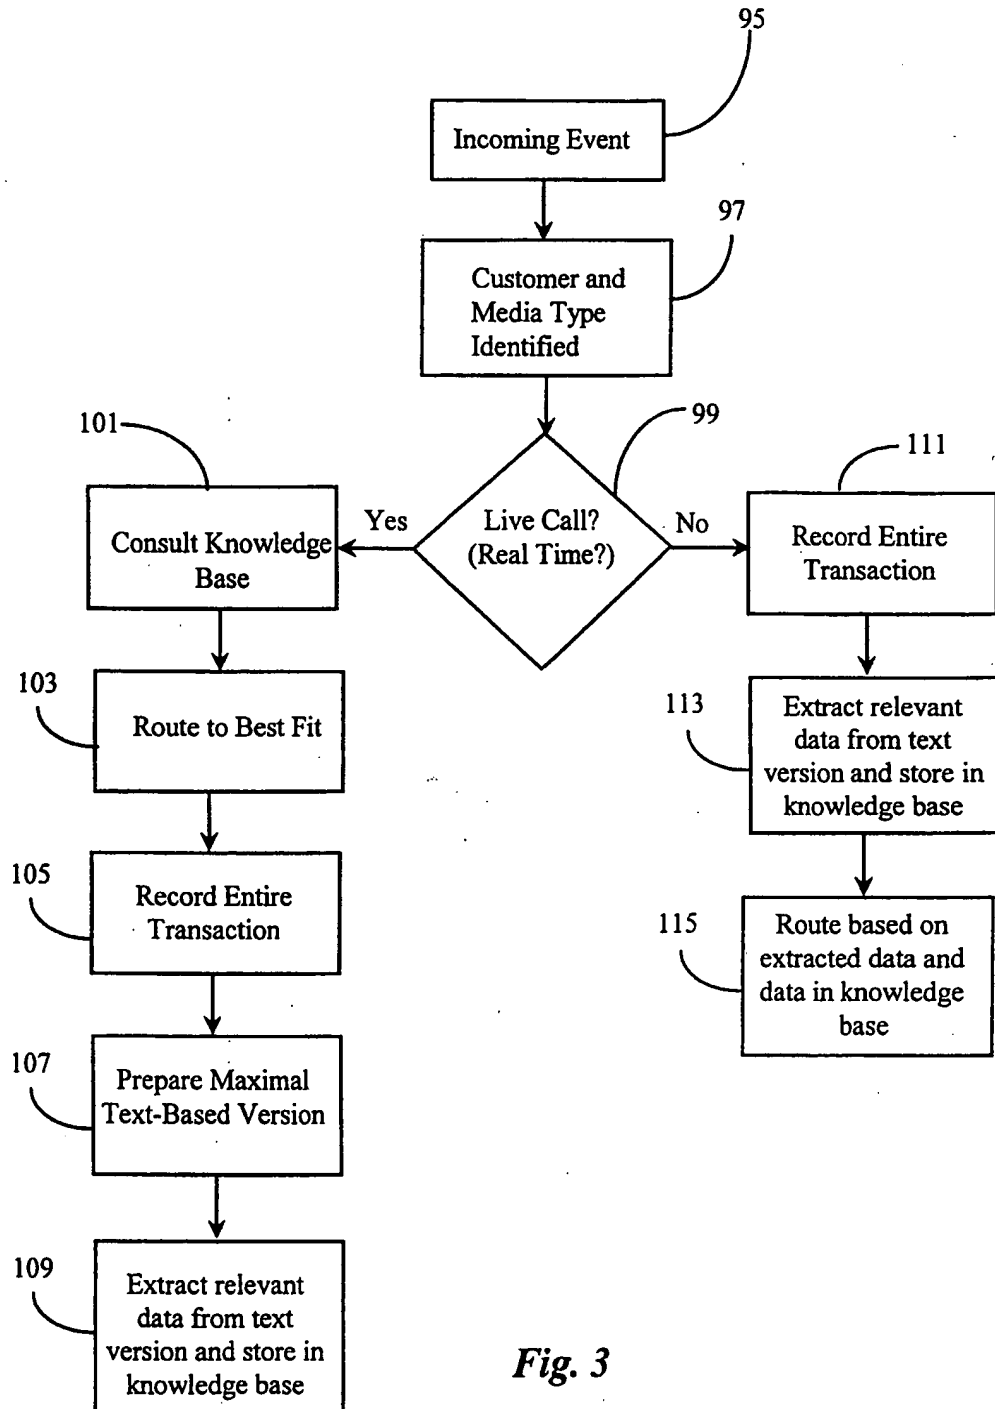 95
Incoming Event
97
Customer and
Media Type
Identified
99
Live Call?
(Real Time?)
Yes
No
101
Consult Knowledge
Base
103
Route to Best Fit
105
Record Entire
Transaction
107
Prepare Maximal
Text-Based Version
109
Extract relevant
data from text
version and store in
knowledge base
111
Record Entire
Transaction
113
Extract relevant
data from text
version and store in
knowledge base
115
Route based on
extracted data and
data in knowledge
base
Fig. 3